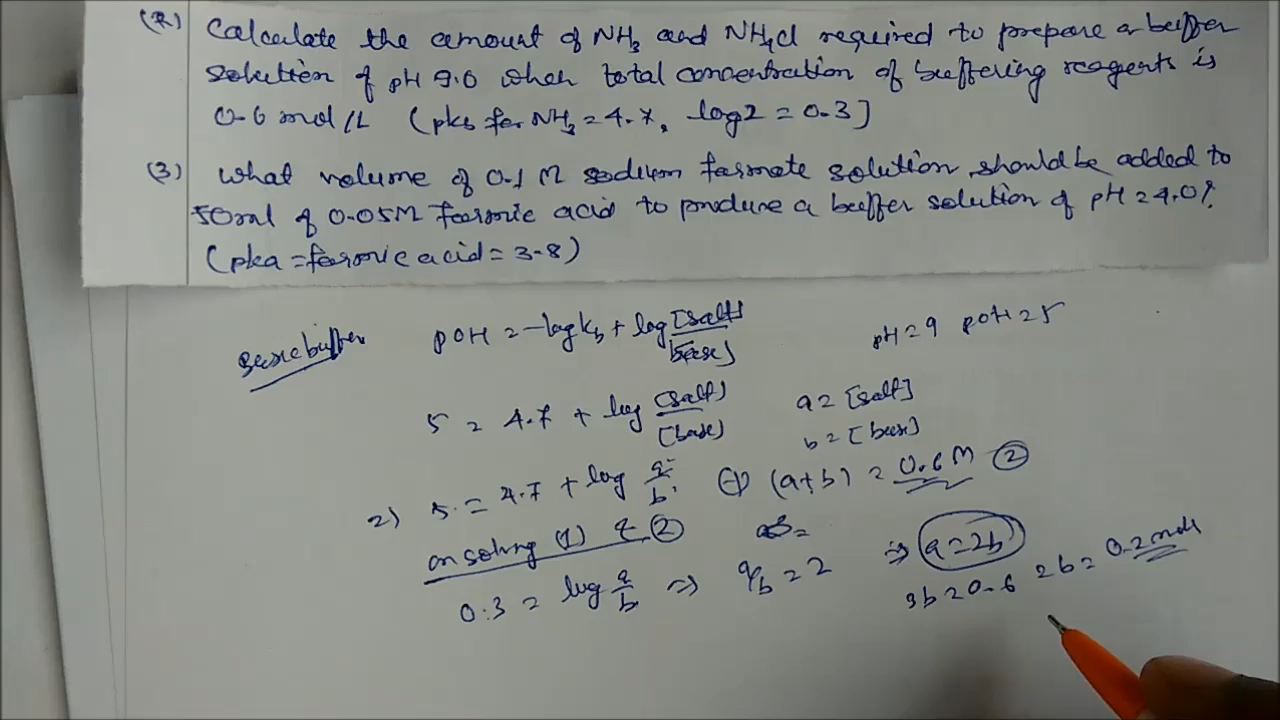 (2) Calculate the amount of NH3 and NH4Cl required to prepare a buffer
solution of pH 9.0 when total concentration of buffering reagents is
0.6 mol/L (pkb for NH3 = 4.7, log2 = 0.3]
(3) What volume of 0.1 M sodium formate solution should be added to
50ml of 0.05M formic acid to produce a buffer solution of pH = 4.0?
(pka = formic acid = 3.8)
Basic buffer pOH = -log kb + log [salt]/[base] pH = 9 pOH = 5
5 = 4.7 + log [salt]/[base] a = [salt]
b = [base]
2) 5 = 4.7 + log a/b (1) (a+b) = 0.6 M (2)
on solving (1) & (2)
0.3 = log a/b ⇒ a/b = 2 ⇒ a = 2b
3b = 0.6 = b = 0.2 mole